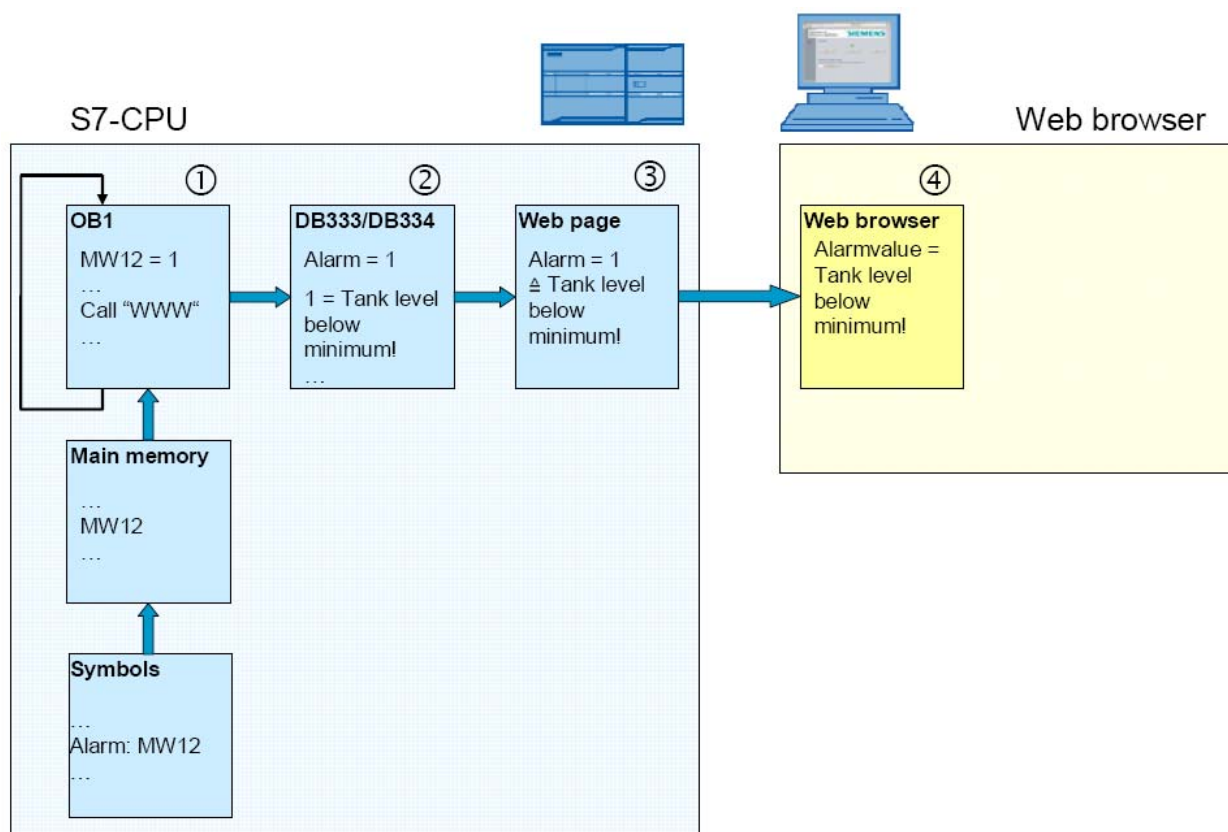 SIEMENS
S7-CPU
Web browser
①
②
③
④
OB1
MW12 = 1
…
Call “WWW“
…
DB333/DB334
Alarm = 1
1 = Tank level
below
minimum!
…
Web page
Alarm = 1
≙ Tank level
below
minimum!
Web browser
Alarmvalue =
Tank level
below
minimum!
Main memory
…
MW12
…
Symbols
…
Alarm: MW12
…